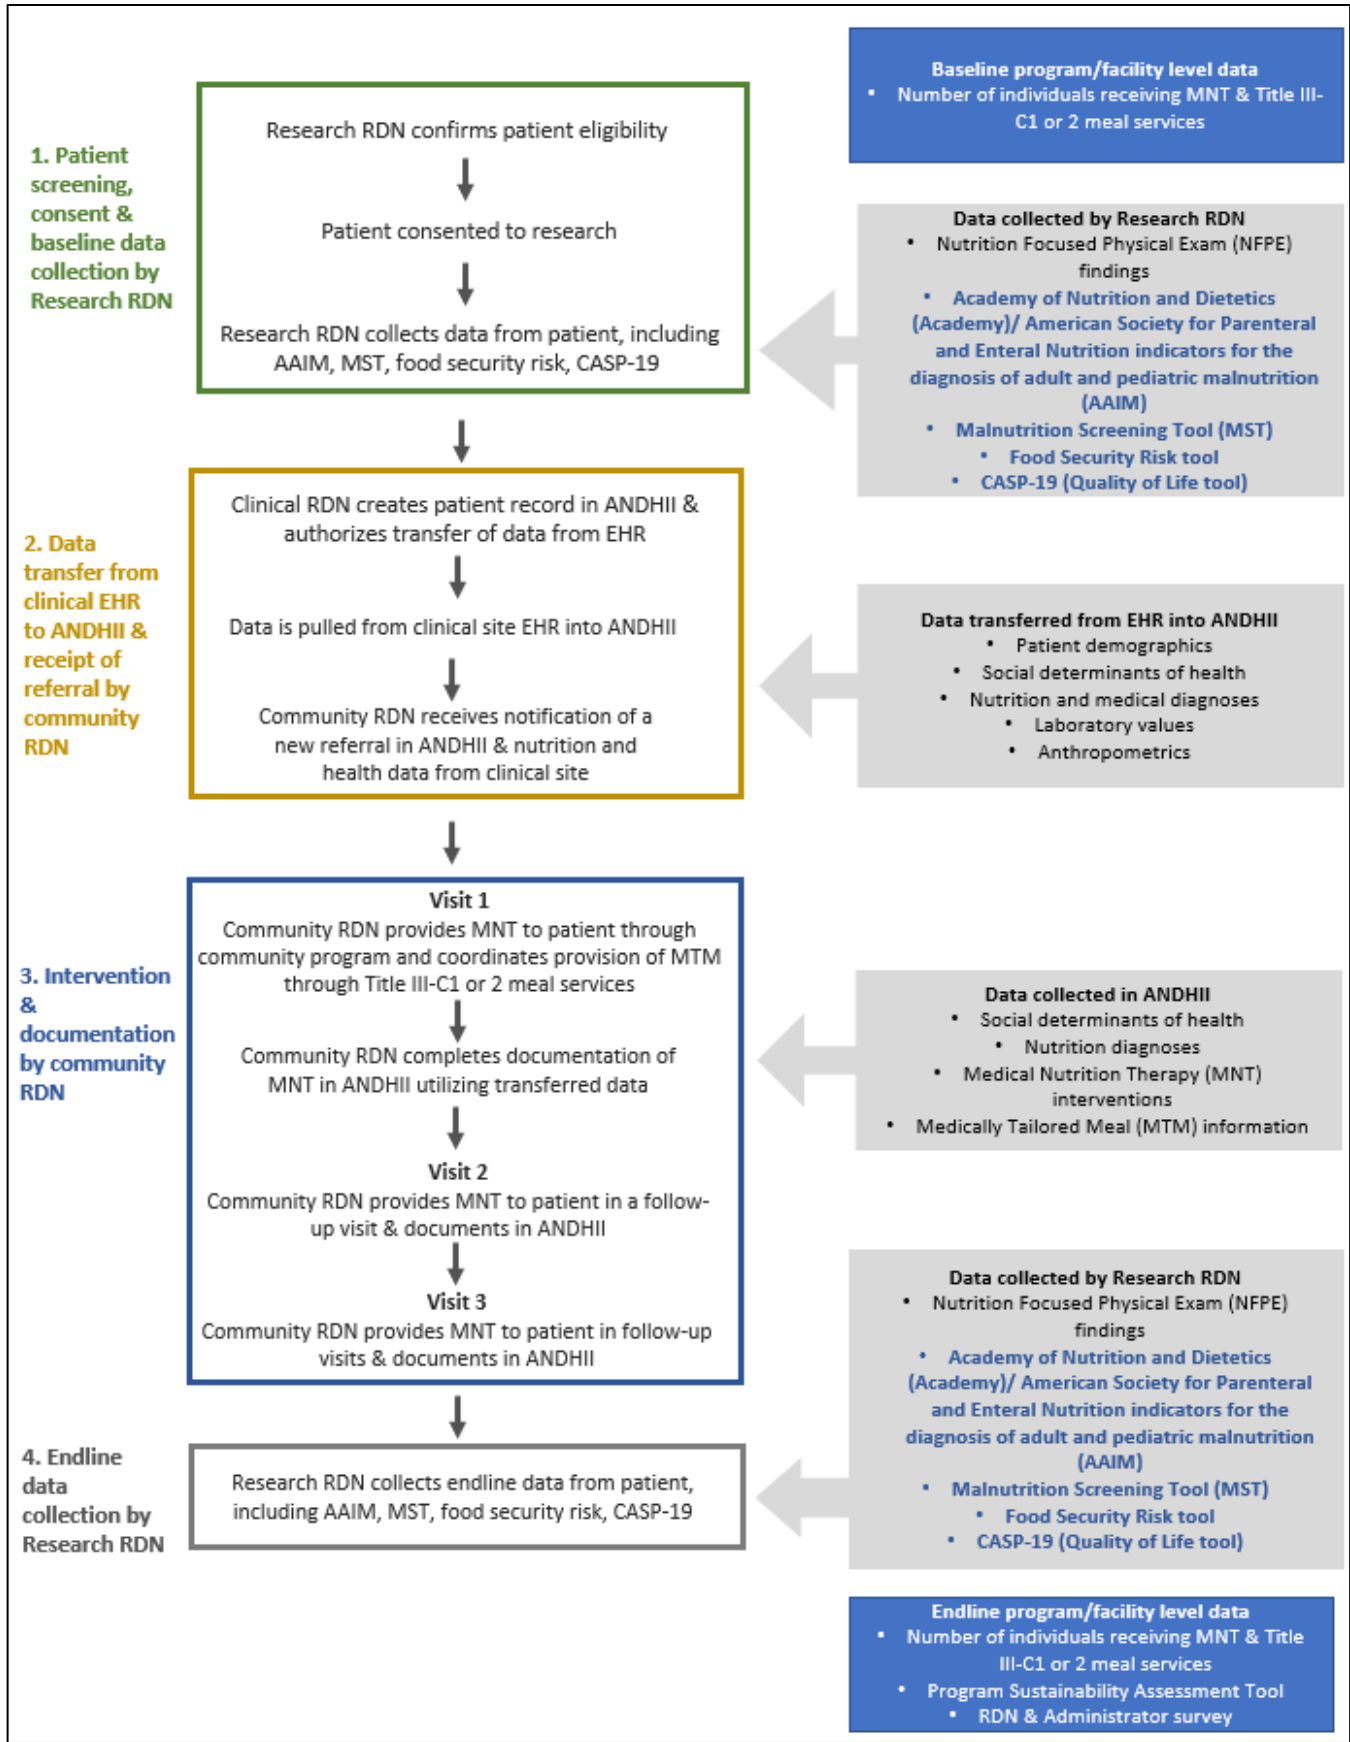 Baseline program/facility level data
• Number of individuals receiving MNT & Title III-
C1 or 2 meal services
1. Patient
screening,
consent &
baseline data
collection by
Research RDN
Research RDN confirms patient eligibility
Patient consented to research
Research RDN collects data from patient, including
AAIM, MST, food security risk, CASP-19
Data collected by Research RDN
• Nutrition Focused Physical Exam (NFPE)
findings
• Academy of Nutrition and Dietetics
(Academy)/ American Society for Parenteral
and Enteral Nutrition indicators for the
diagnosis of adult and pediatric malnutrition
(AAIM)
• Malnutrition Screening Tool (MST)
• Food Security Risk tool
• CASP-19 (Quality of Life tool)
2. Data
transfer from
clinical EHR
to ANDHII &
receipt of
referral by
community
RDN
Clinical RDN creates patient record in ANDHII &
authorizes transfer of data from EHR
Data is pulled from clinical site EHR into ANDHII
Community RDN receives notification of a
new referral in ANDHII & nutrition and
health data from clinical site
Data transferred from EHR into ANDHII
• Patient demographics
• Social determinants of health
• Nutrition and medical diagnoses
• Laboratory values
• Anthropometrics
3. Intervention
&
documentation
by community
RDN
Visit 1
Community RDN provides MNT to patient through
community program and coordinates provision of MTM
through Title III-C1 or 2 meal services
Community RDN completes documentation of
MNT in ANDHII utilizing transferred data
Visit 2
Community RDN provides MNT to patient in a follow-
up visit & documents in ANDHII
Visit 3
Community RDN provides MNT to patient in follow-up
visits & documents in ANDHII
Data collected in ANDHII
• Social determinants of health
• Nutrition diagnoses
• Medical Nutrition Therapy (MNT)
interventions
• Medically Tailored Meal (MTM) information
4. Endline
data
collection by
Research RDN
Research RDN collects endline data from patient,
including AAIM, MST, food security risk, CASP-19
Data collected by Research RDN
• Nutrition Focused Physical Exam (NFPE)
findings
• Academy of Nutrition and Dietetics
(Academy)/ American Society for Parenteral
and Enteral Nutrition indicators for the
diagnosis of adult and pediatric malnutrition
(AAIM)
• Malnutrition Screening Tool (MST)
• Food Security Risk tool
• CASP-19 (Quality of Life tool)
Endline program/facility level data
• Number of individuals receiving MNT & Title
III-C1 or 2 meal services
• Program Sustainability Assessment Tool
• RDN & Administrator survey